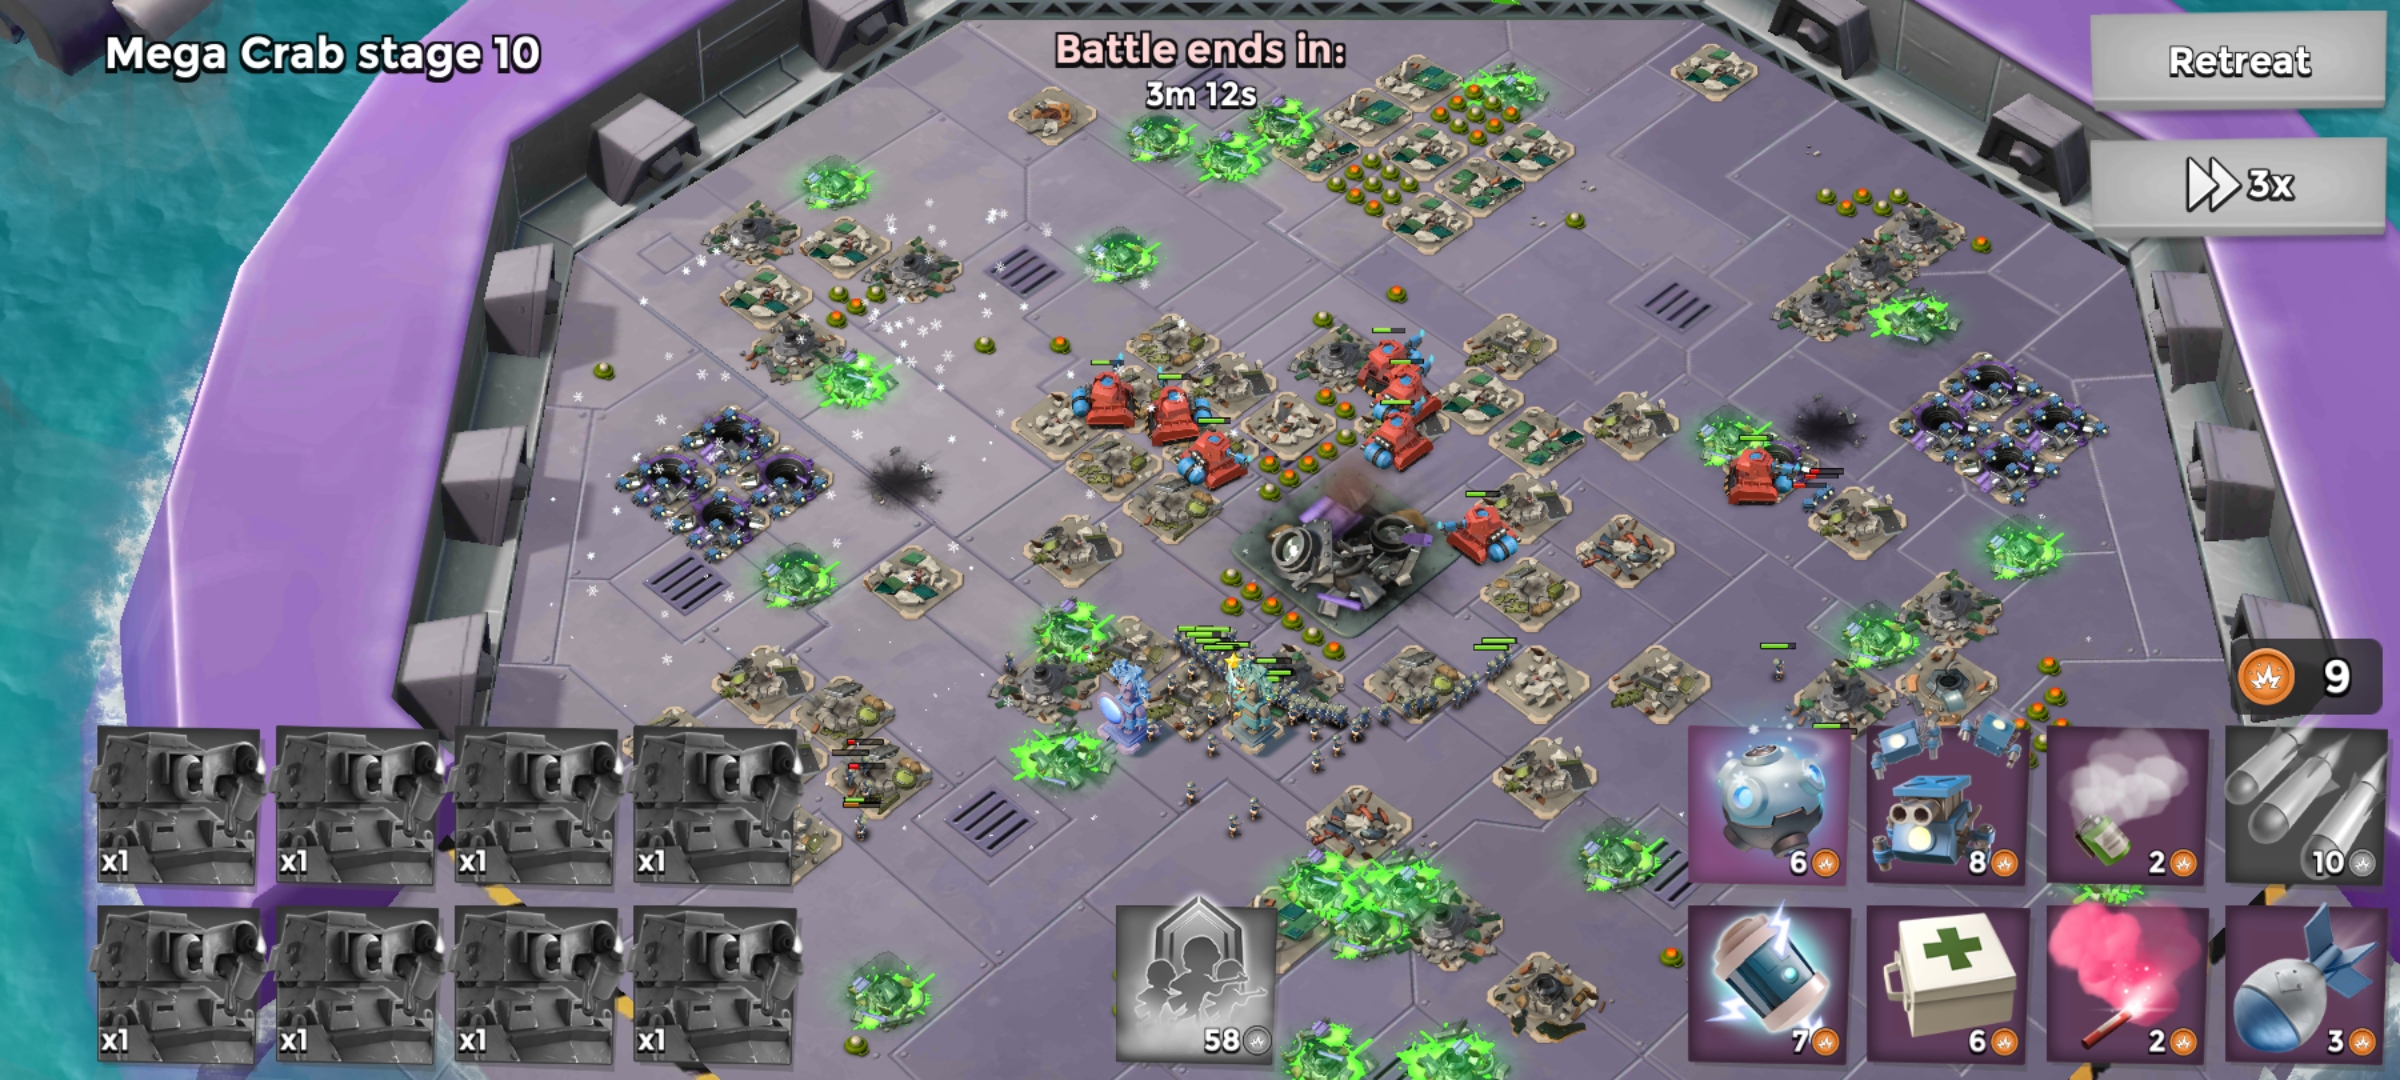 Mega Crab stage 10
Battle ends in:
3m 12s
Retreat
3x
9
x1
x1
x1
x1
6
8
2
10
x1
x1
x1
x1
58
7
6
2
3